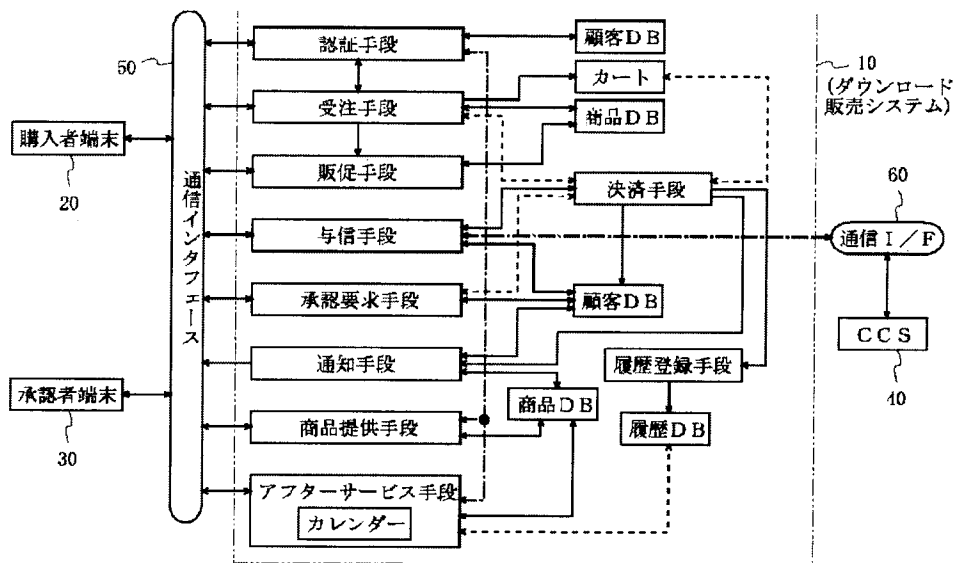 50
認証手段
顧客DB
10
(ダウンロード
販売システム)
カート
受注手段
商品DB
購入者端末
20
販促手段
決済手段
通信インタフェース
60
与信手段
通信I/F
承認要求手段
顧客DB
CCS
40
通知手段
履歴登録手段
承認者端末
30
商品DB
商品提供手段
履歴DB
アフターサービス手段
カレンダー